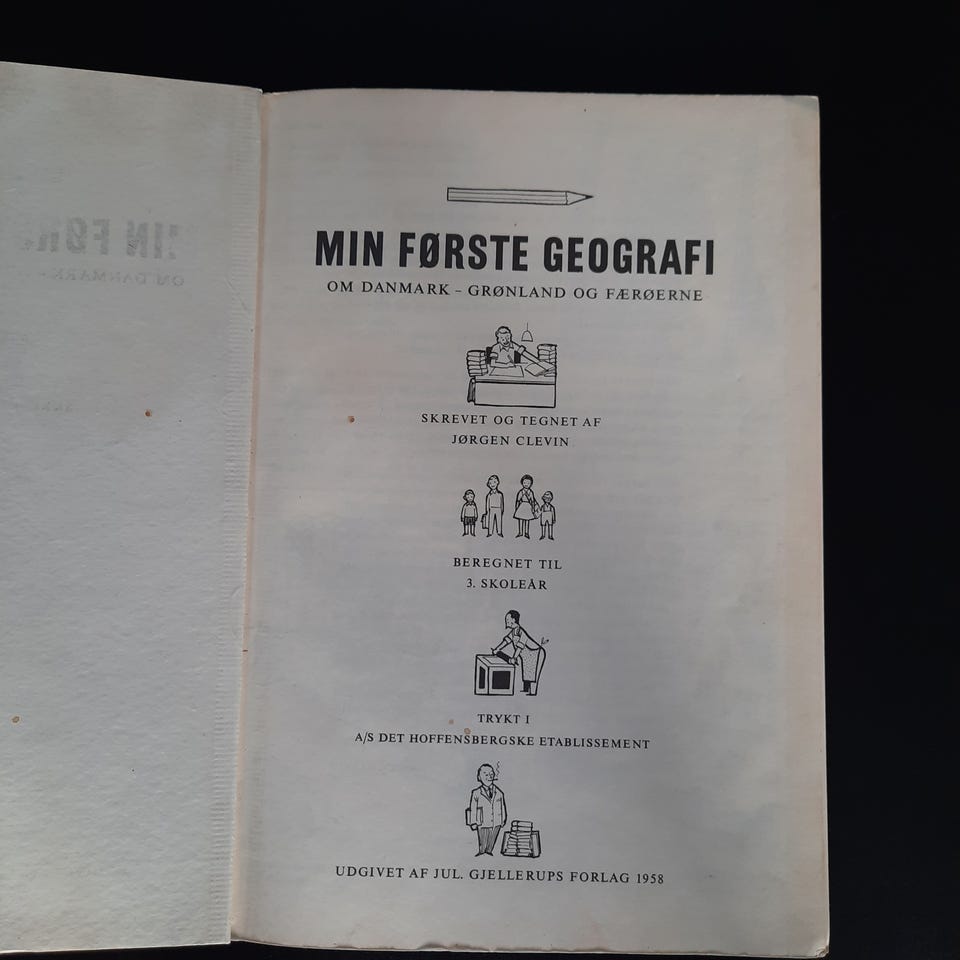 MIN FØRSTE GEOGRAFI
OM DANMARK - GRØNLAND OG FÆRØERNE
SKREVET OG TEGNET AF
JØRGEN CLEVIN
BEREGNET TIL
3. SKOLEÅR
TRYKT I
A/S DET HOFFENSBERGSKE ETABLISSEMENT
UDGIVET AF JUL. GJELLERUPS FORLAG 1958